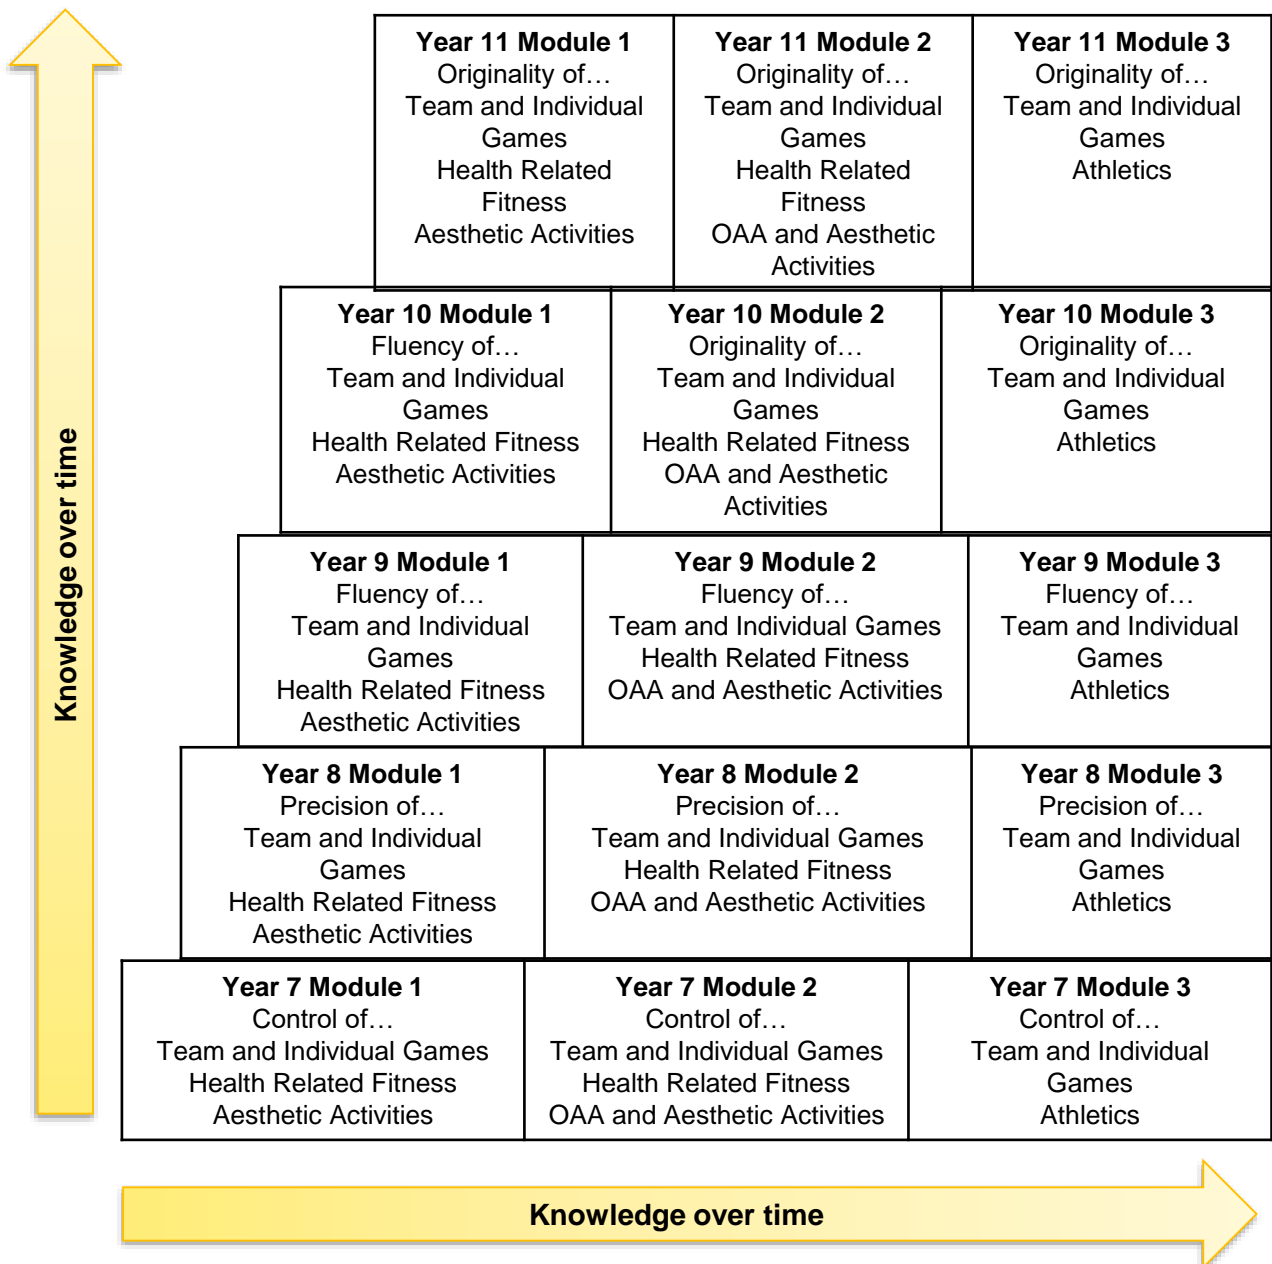 Year 11 Module 1
Originality of…
Team and Individual
Games
Health Related
Fitness
Aesthetic Activities
Year 11 Module 2
Originality of…
Team and Individual
Games
Health Related
Fitness
OAA and Aesthetic
Activities
Year 11 Module 3
Originality of…
Team and Individual
Games
Athletics
Year 10 Module 1
Fluency of…
Team and Individual
Games
Health Related Fitness
Aesthetic Activities
Year 10 Module 2
Originality of…
Team and Individual
Games
Health Related Fitness
OAA and Aesthetic
Activities
Year 10 Module 3
Originality of…
Team and Individual
Games
Athletics
Year 9 Module 1
Fluency of…
Team and Individual
Games
Health Related Fitness
Aesthetic Activities
Year 9 Module 2
Fluency of…
Team and Individual Games
Health Related Fitness
OAA and Aesthetic Activities
Year 9 Module 3
Fluency of…
Team and Individual
Games
Athletics
Year 8 Module 1
Precision of…
Team and Individual
Games
Health Related Fitness
Aesthetic Activities
Year 8 Module 2
Precision of…
Team and Individual Games
Health Related Fitness
OAA and Aesthetic Activities
Year 8 Module 3
Precision of…
Team and Individual
Games
Athletics
Year 7 Module 1
Control of…
Team and Individual Games
Health Related Fitness
Aesthetic Activities
Year 7 Module 2
Control of…
Team and Individual Games
Health Related Fitness
OAA and Aesthetic Activities
Year 7 Module 3
Control of…
Team and Individual
Games
Athletics
Knowledge over time
Knowledge over time